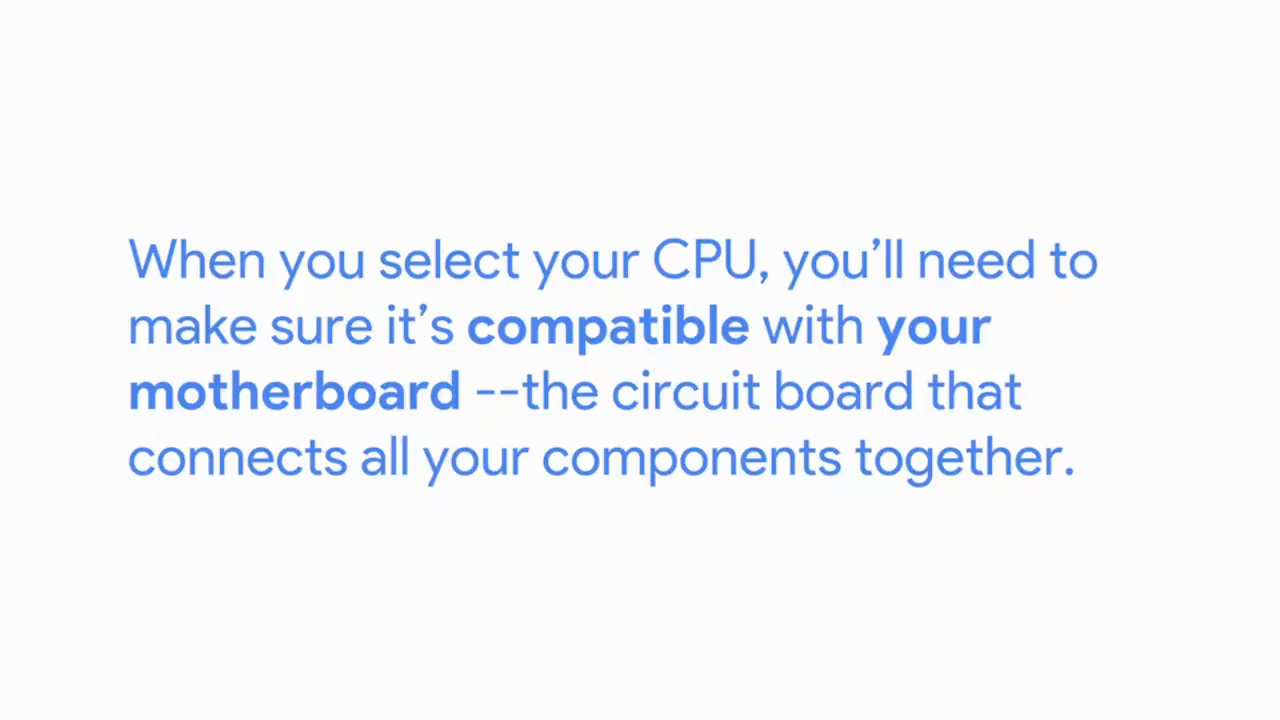 When you select your CPU, you’ll need to
make sure it’s compatible with your
motherboard --the circuit board that
connects all your components together.